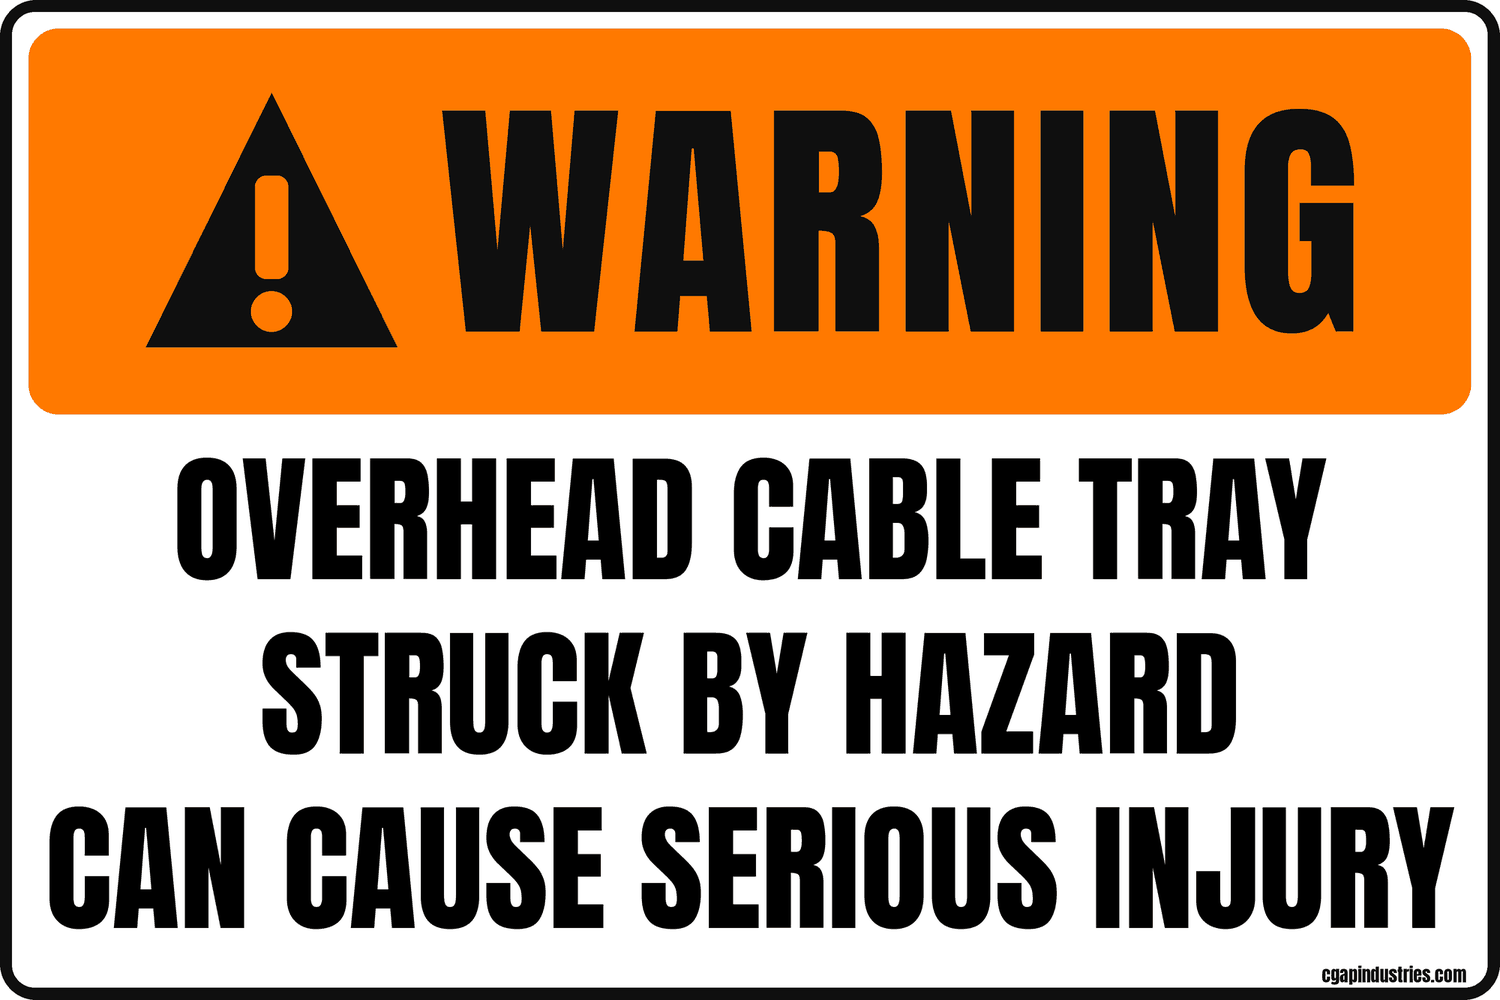 WARNING
OVERHEAD CABLE TRAY
STRUCK BY HAZARD
CAN CAUSE SERIOUS INJURY
cgapindustries.com